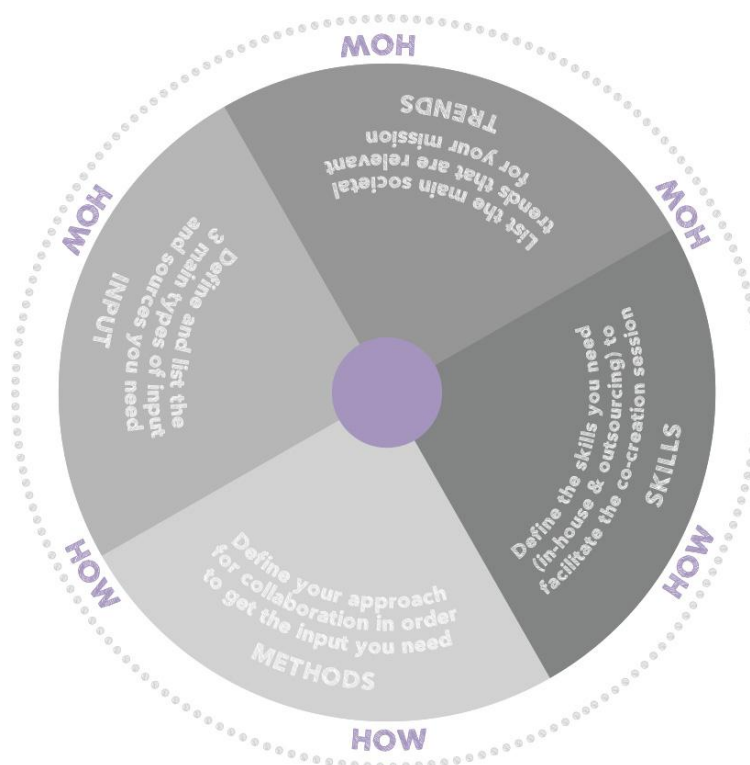 HOW
TRENDS
List the main societal
trends that are relevant
for your mission
HOW
SKILLS
Define the skills you need
(in-house & outsourcing) to
facilitate the co-creation session
HOW
METHODS
Define your approach
for collaboration in order
to get the input you need
HOW
HOW
INPUT
Define and list the
3 main types of input
and sources you need
HOW